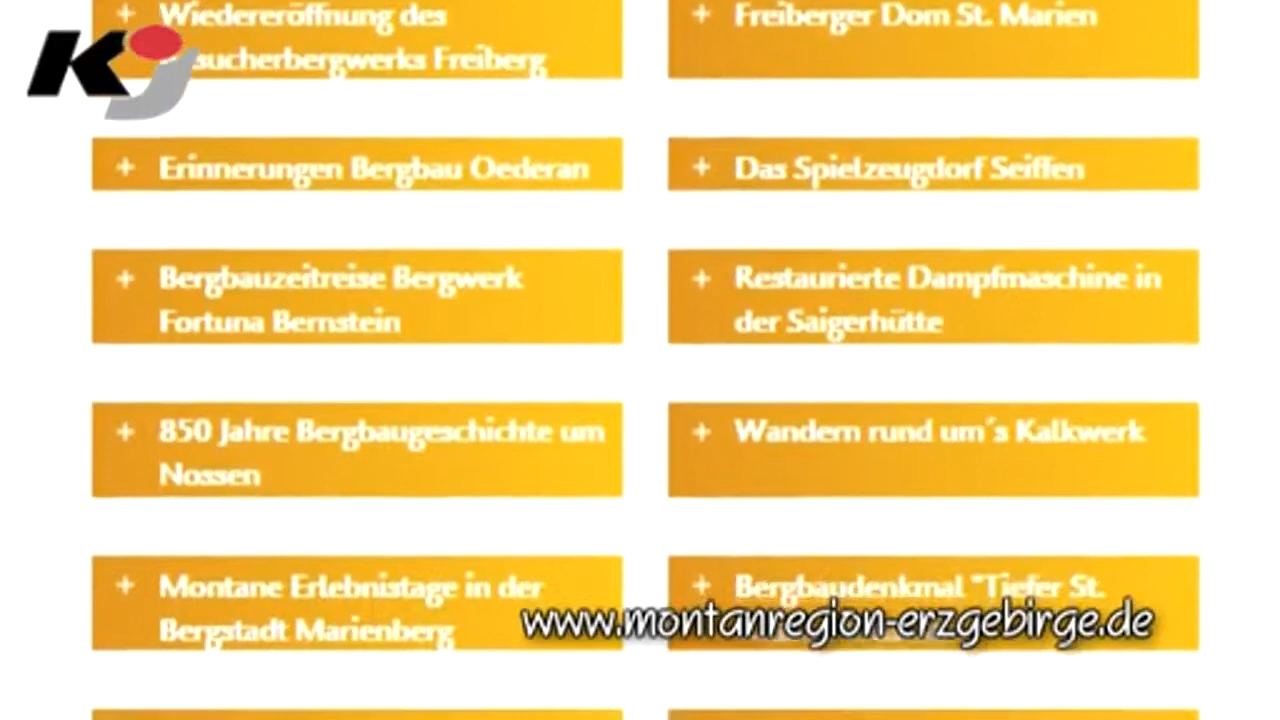 KJ
+ Wiedereröffnung des
sucherbergwerks Freiberg
+ Freiberger Dom St. Marien
+ Erinnerungen Bergbau Oederan
+ Das Spielzeugdorf Seiffen
+ Bergbauzeitreise Bergwerk
Fortuna Bernstein
+ Restaurierte Dampfmaschine in
der Saigerhütte
+ 850 Jahre Bergbaugeschichte um
Nossen
+ Wandern rund um´s Kalkwerk
+ Montane Erlebnistage in der
Bergstadt Marienberg
+ Bergbaudenkmal "Tiefer St.
www.montanregion-erzgebirge.de